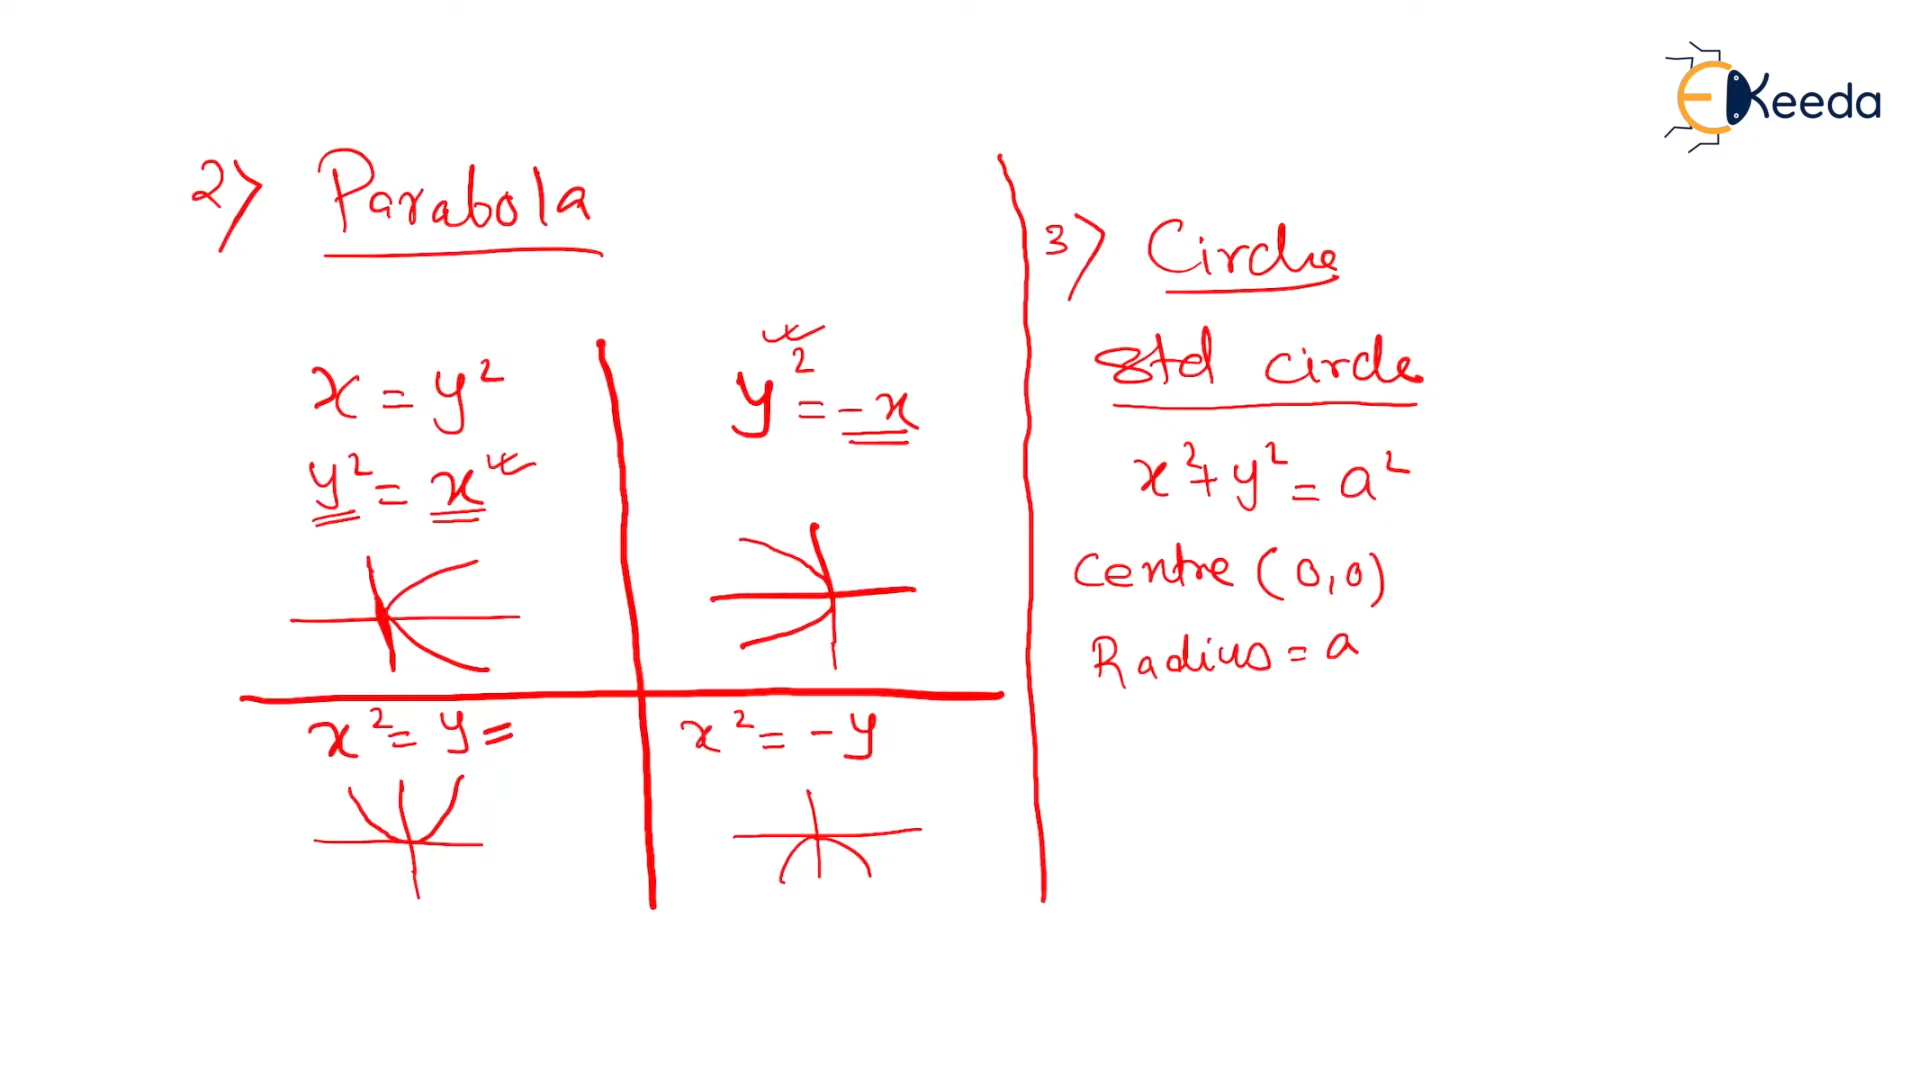 EKeeda
2) Parabola
x = y²
y² = x
y² = -x
x² = y =
x² = - y
3) Circle
Std circle
x² + y² = a²
Centre (0,0)
Radius = a